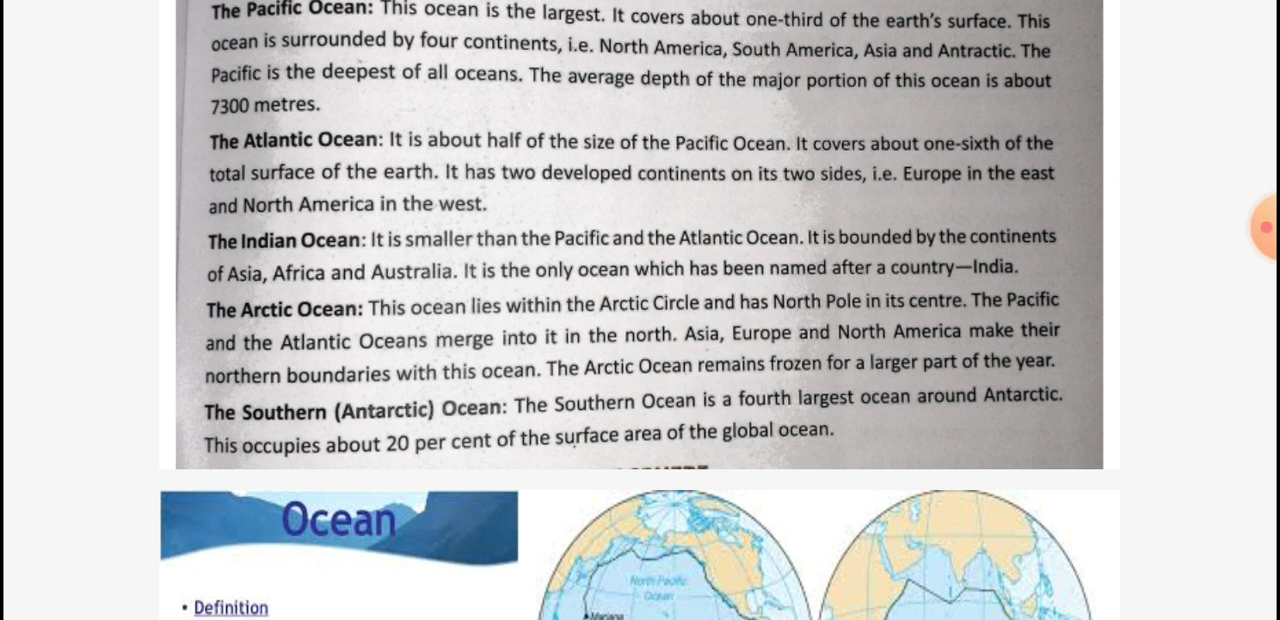 The Pacific Ocean: This ocean is the largest. It covers about one-third of the earth's surface. This
ocean is surrounded by four continents, i.e. North America, South America, Asia and Antractic. The
Pacific is the deepest of all oceans. The average depth of the major portion of this ocean is about
7300 metres.
The Atlantic Ocean: It is about half of the size of the Pacific Ocean. It covers about one-sixth of the
total surface of the earth. It has two developed continents on its two sides, i.e. Europe in the east
and North America in the west.
The Indian Ocean: It is smaller than the Pacific and the Atlantic Ocean. It is bounded by the continents
of Asia, Africa and Australia. It is the only ocean which has been named after a country—India.
The Arctic Ocean: This ocean lies within the Arctic Circle and has North Pole in its centre. The Pacific
and the Atlantic Oceans merge into it in the north. Asia, Europe and North America make their
northern boundaries with this ocean. The Arctic Ocean remains frozen for a larger part of the year.
The Southern (Antarctic) Ocean: The Southern Ocean is a fourth largest ocean around Antarctic.
This occupies about 20 per cent of the surface area of the global ocean.
Ocean
• Definition
North Pacific
Ocean
Mariana